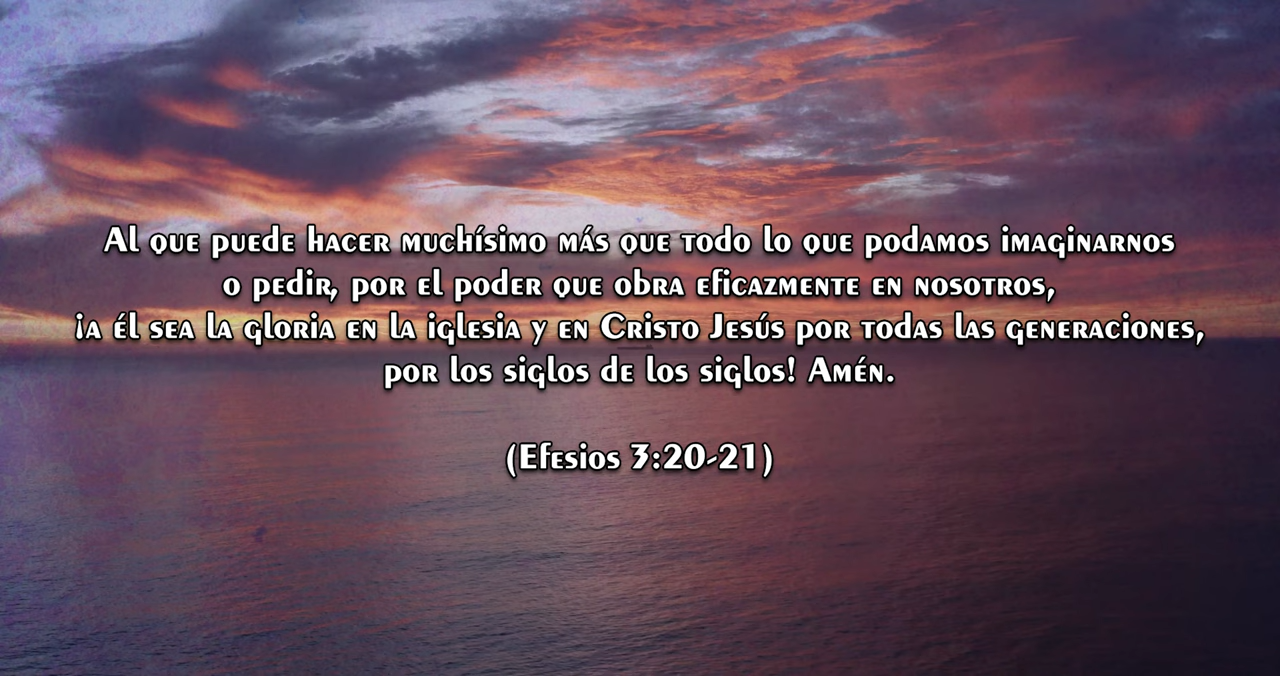 Al que puede hacer muchísimo más que todo lo que podamos imaginarnos
o pedir, por el poder que obra eficazmente en nosotros,
¡a él sea la gloria en la iglesia y en Cristo Jesús por todas las generaciones,
por los siglos de los siglos! Amén.
(Efesios 3:20-21)